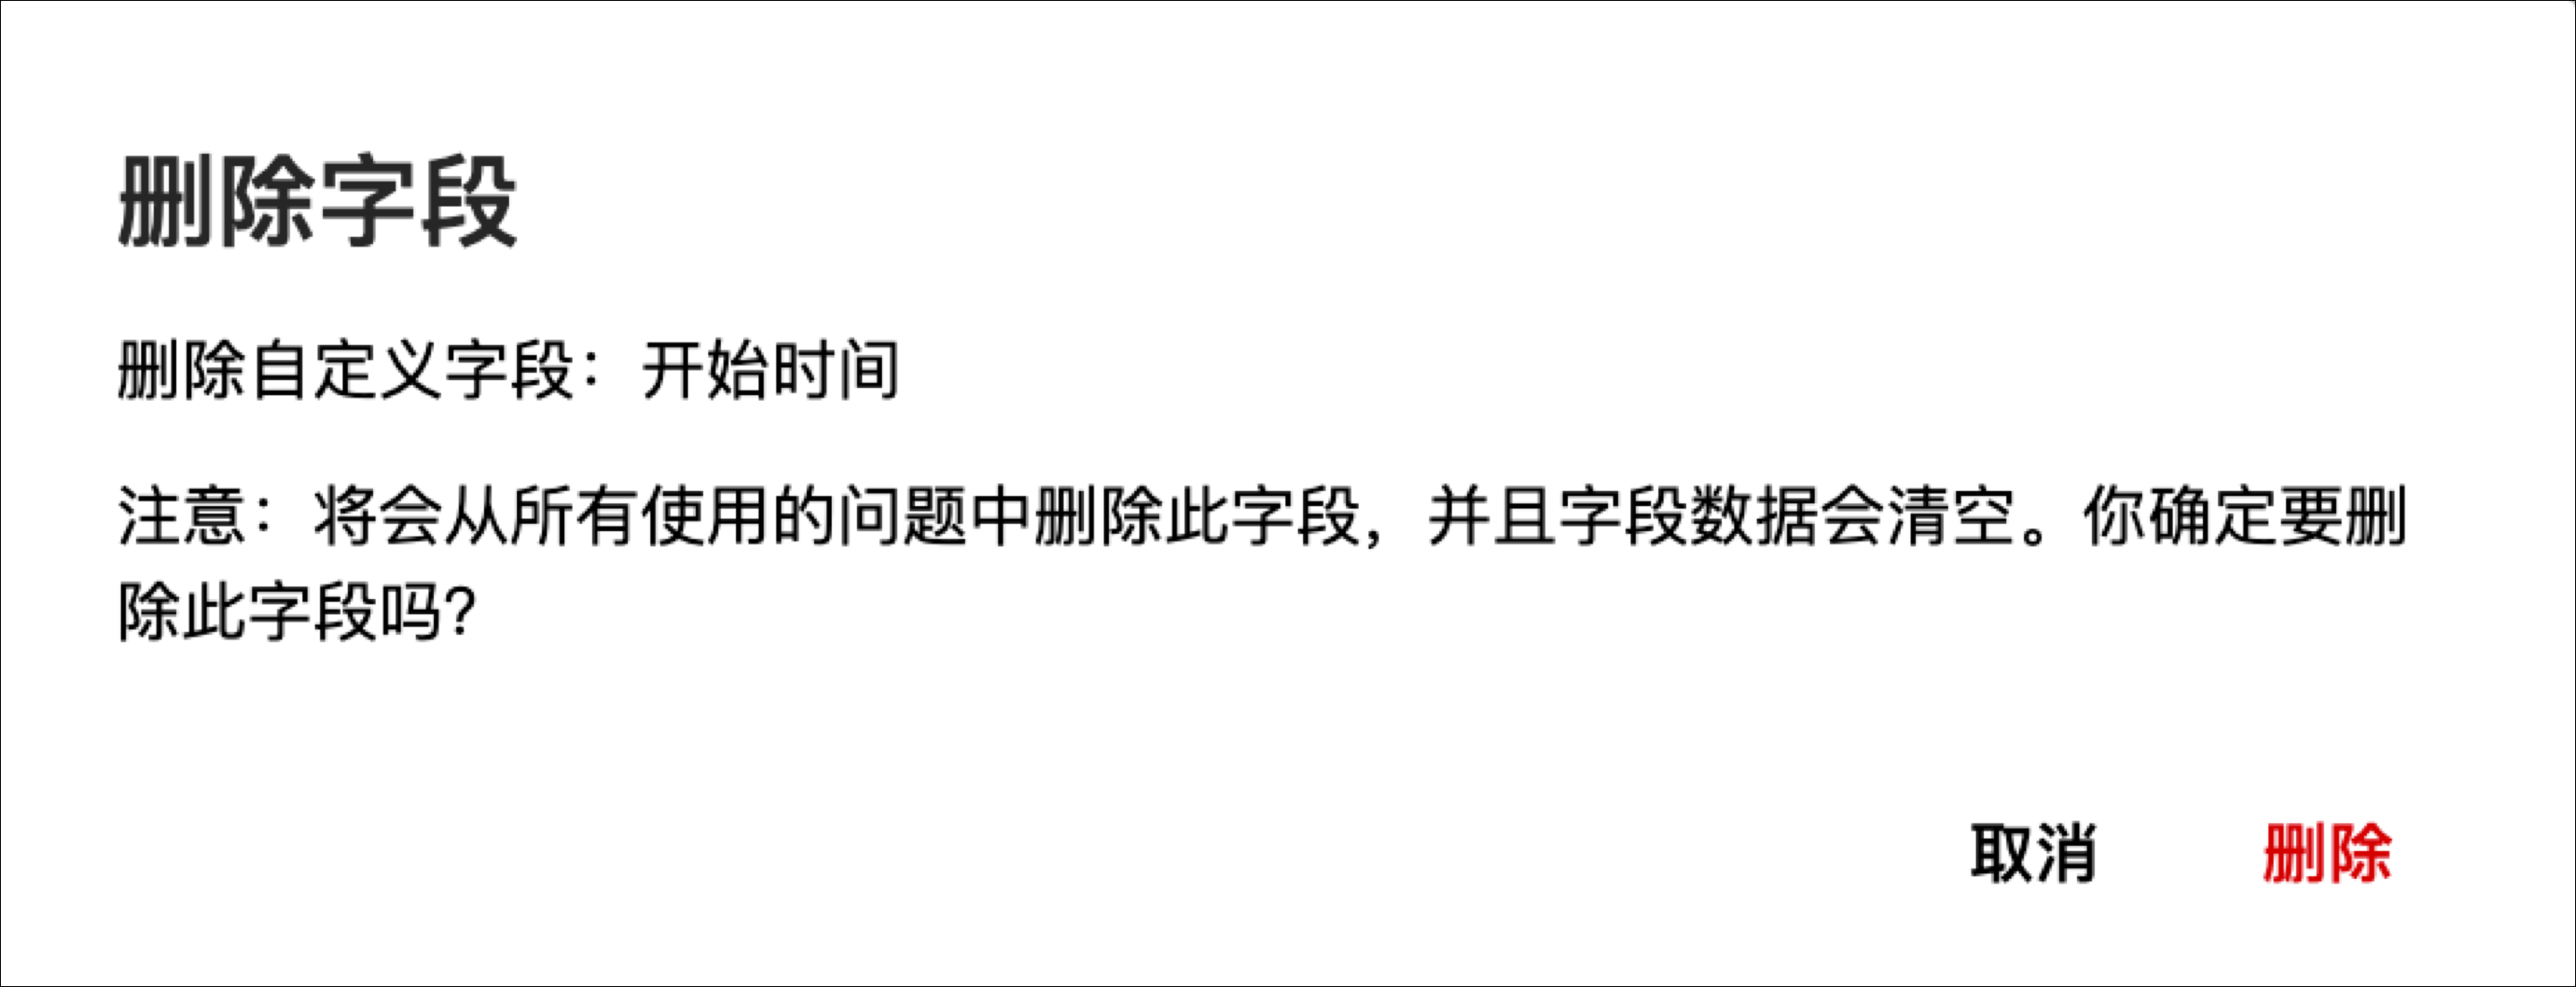 删除字段
删除自定义字段：开始时间
注意：将会从所有使用的问题中删除此字段，并且字段数据会清空。你确定要删
除此字段吗？
取消 删除